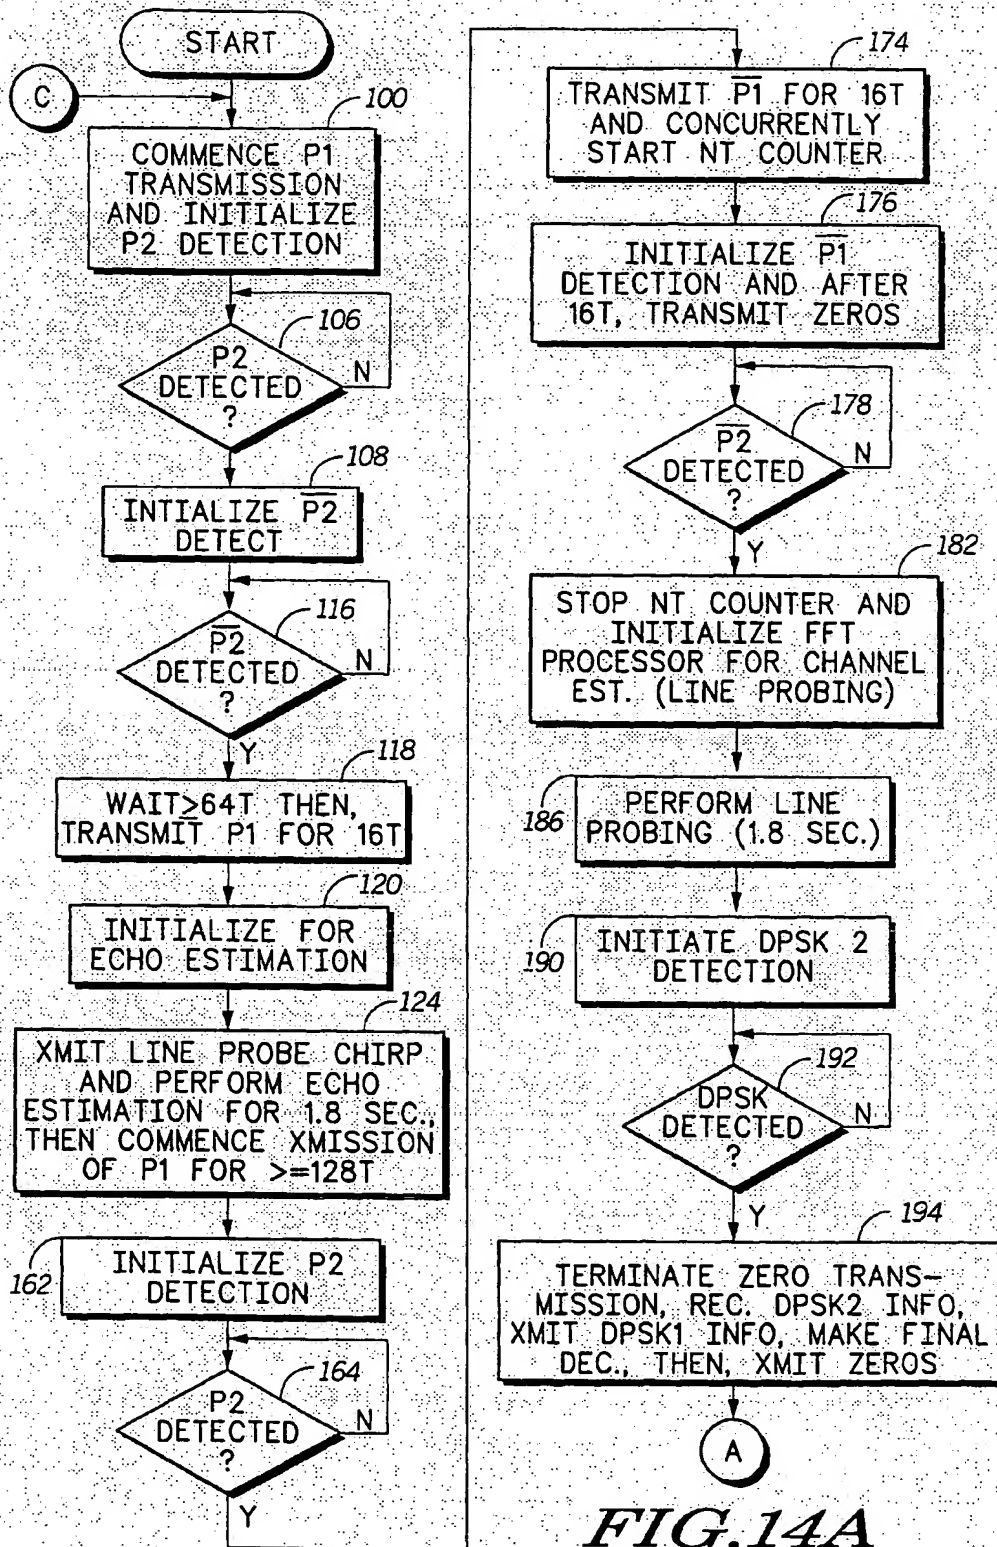 START
C
100
COMMENCE P1
TRANSMISSION
AND INITIALIZE
P2 DETECTION
106
P2
DETECTED
?
N
108
INTIALIZE P̅2̅
DETECT
116
P̅2̅
DETECTED
?
N
Y
118
WAIT≥64T THEN,
TRANSMIT P̅1̅ FOR 16T
120
INITIALIZE FOR
ECHO ESTIMATION
124
XMIT LINE PROBE CHIRP
AND PERFORM ECHO
ESTIMATION FOR 1.8 SEC.,
THEN COMMENCE XMISSION
OF P1 FOR >=128T
162
INITIALIZE P2
DETECTION
164
P2
DETECTED
?
N
Y
174
TRANSMIT P̅1̅ FOR 16T
AND CONCURRENTLY
START NT COUNTER
176
INITIALIZE P̅1̅
DETECTION AND AFTER
16T, TRANSMIT ZEROS
178
P̅2̅
DETECTED
?
N
Y
182
STOP NT COUNTER AND
INITIALIZE FFT
PROCESSOR FOR CHANNEL
EST. (LINE PROBING)
186
PERFORM LINE
PROBING (1.8 SEC.)
190
INITIATE DPSK 2
DETECTION
192
DPSK
DETECTED
?
N
Y
194
TERMINATE ZERO TRANS-
MISSION, REC. DPSK2 INFO,
XMIT DPSK1 INFO, MAKE FINAL
DEC., THEN, XMIT ZEROS
A
FIG.14A